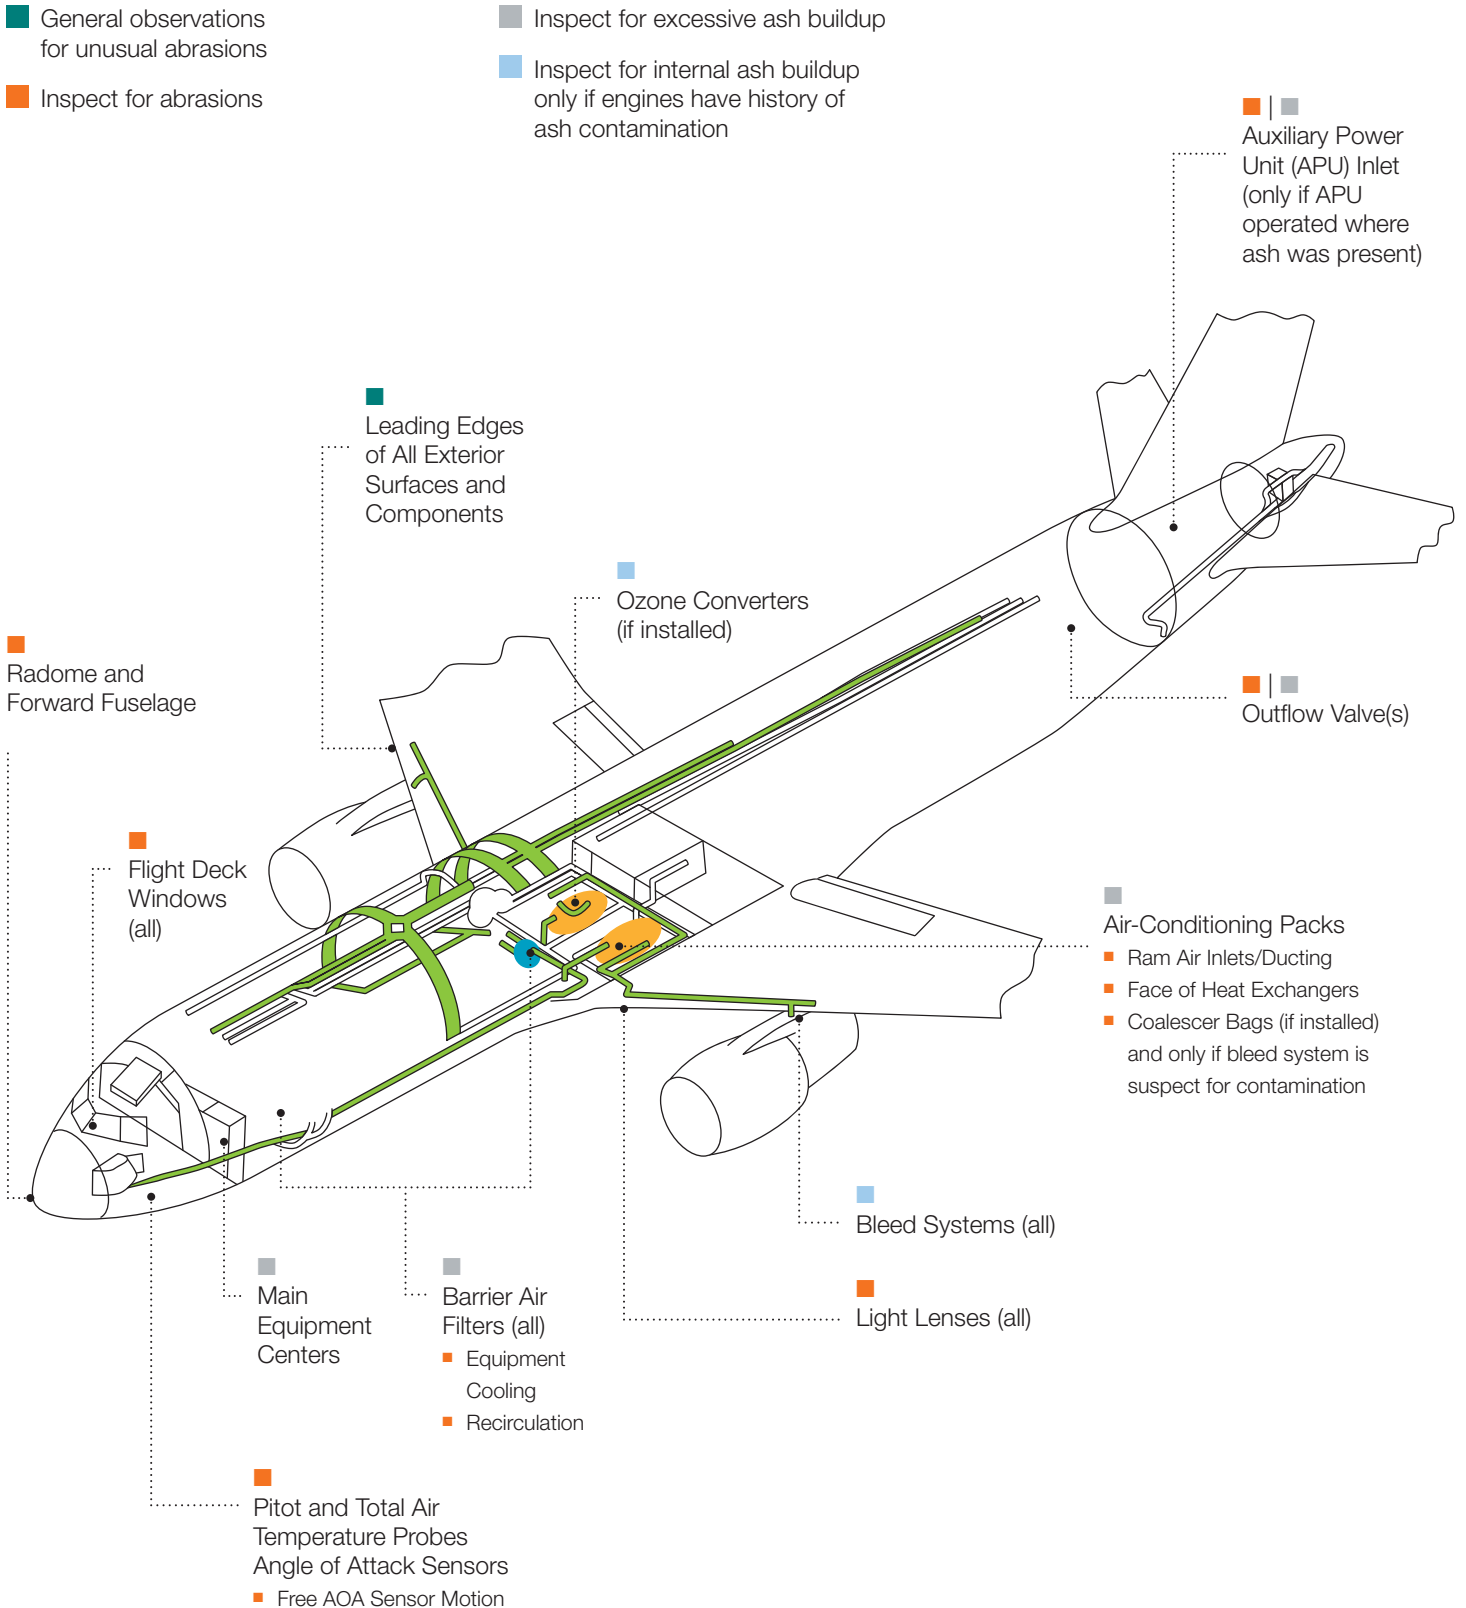 General observations
for unusual abrasions
Inspect for abrasions
Inspect for excessive ash buildup
Inspect for internal ash buildup
only if engines have history of
ash contamination
Auxiliary Power
Unit (APU) Inlet
(only if APU
operated where
ash was present)
Leading Edges
of All Exterior
Surfaces and
Components
Ozone Converters
(if installed)
Radome and
Forward Fuselage
Outflow Valve(s)
Flight Deck
Windows
(all)
Air-Conditioning Packs
Ram Air Inlets/Ducting
Face of Heat Exchangers
Coalescer Bags (if installed)
and only if bleed system is
suspect for contamination
Bleed Systems (all)
Light Lenses (all)
Main
Equipment
Centers
Barrier Air
Filters (all)
Equipment
Cooling
Recirculation
Pitot and Total Air
Temperature Probes
Angle of Attack Sensors
Free AOA Sensor Motion